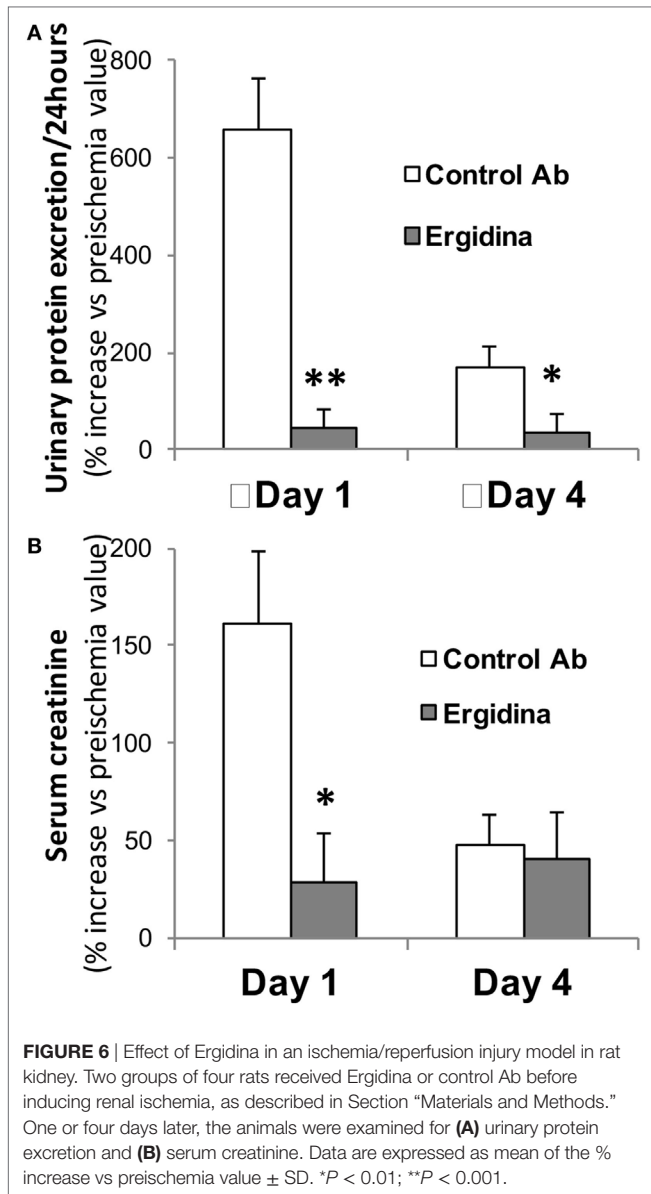 A
Urinary protein excretion/24hours
(% increase vs preischemia value)
800
600
400
200
0
Control Ab
Ergidina
**
*
Day 1
Day 4
B
Serum creatinine
(% increase vs preischemia value)
200
150
100
50
0
Control Ab
Ergidina
*
Day 1
Day 4
FIGURE 6 | Effect of Ergidina in an ischemia/reperfusion injury model in rat
kidney. Two groups of four rats received Ergidina or control Ab before
inducing renal ischemia, as described in Section “Materials and Methods.”
One or four days later, the animals were examined for (A) urinary protein
excretion and (B) serum creatinine. Data are expressed as mean of the %
increase vs preischemia value ± SD. *P < 0.01; **P < 0.001.